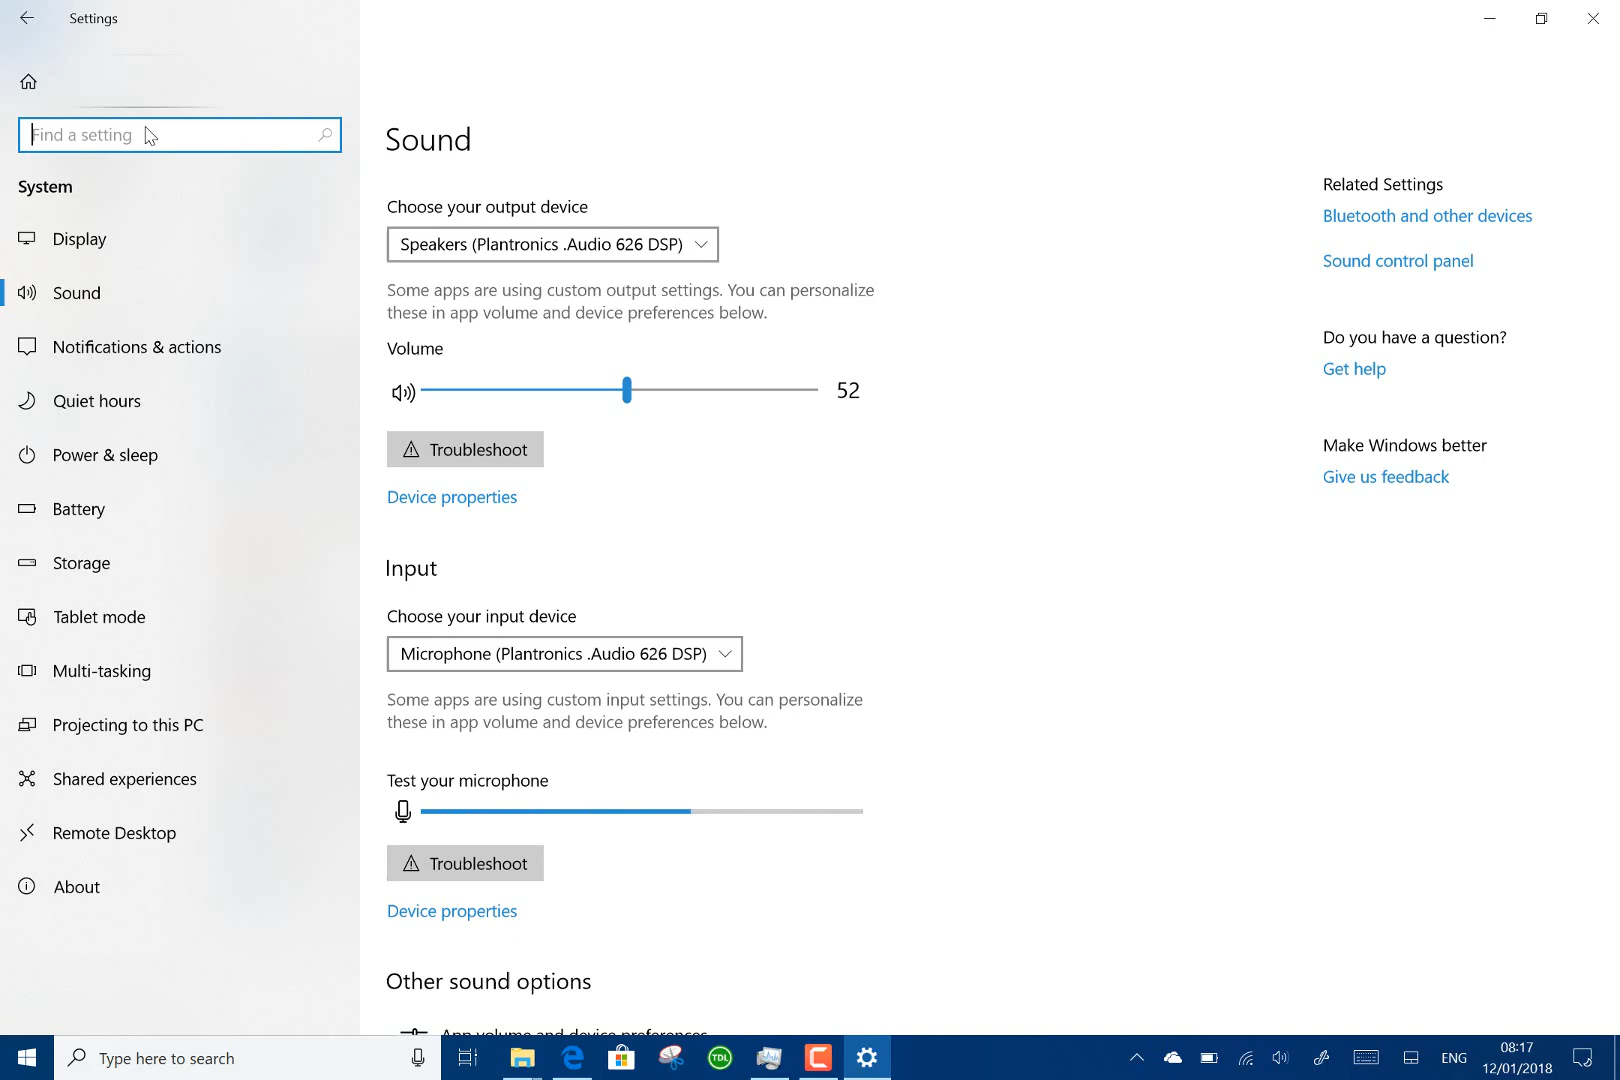 Settings
Find a setting
System
Display
Sound
Notifications & actions
Quiet hours
Power & sleep
Battery
Storage
Tablet mode
Multi-tasking
Projecting to this PC
Shared experiences
Remote Desktop
About
Sound
Choose your output device
Speakers (Plantronics .Audio 626 DSP)
Some apps are using custom output settings. You can personalize
these in app volume and device preferences below.
Volume
52
Troubleshoot
Device properties
Input
Choose your input device
Microphone (Plantronics .Audio 626 DSP)
Some apps are using custom input settings. You can personalize
these in app volume and device preferences below.
Test your microphone
Troubleshoot
Device properties
Other sound options
App volume and device preferences
Related Settings
Bluetooth and other devices
Sound control panel
Do you have a question?
Get help
Make Windows better
Give us feedback
Type here to search
TDL
ENG
08:17
12/01/2018